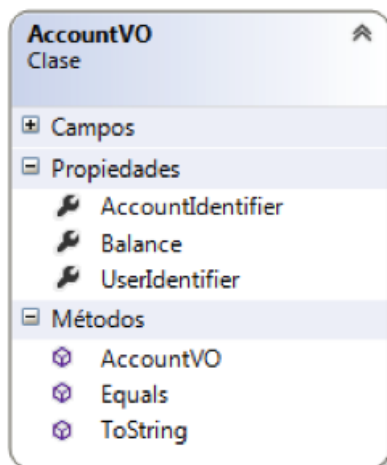 AccountVO
Clase
Campos
Propiedades
AccountIdentifier
Balance
UserIdentifier
Métodos
AccountVO
Equals
ToString